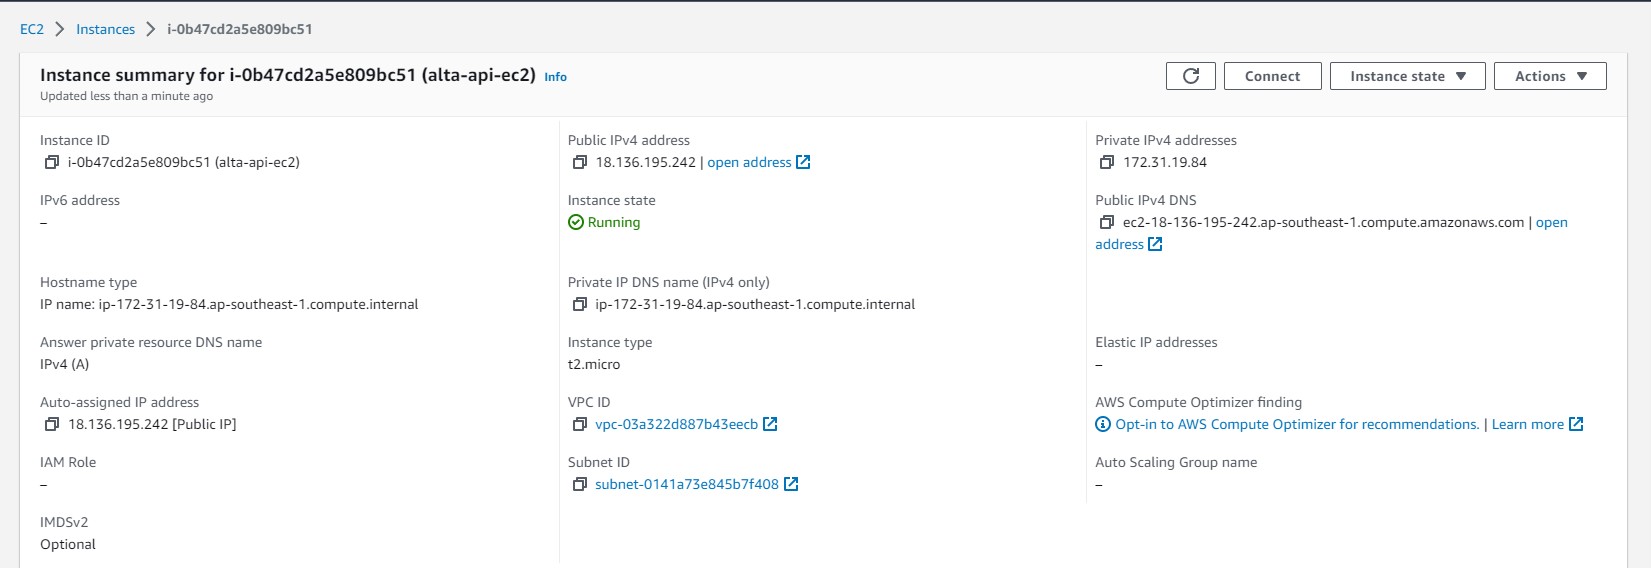 EC2 > Instances > i-0b47cd2a5e809bc51
Instance summary for i-0b47cd2a5e809bc51 (alta-api-ec2) Info
Updated less than a minute ago
Connect
Instance state ▼
Actions ▼
Instance ID
i-0b47cd2a5e809bc51 (alta-api-ec2)
Public IPv4 address
18.136.195.242 | open address
Private IPv4 addresses
172.31.19.84
IPv6 address
–
Instance state
Running
Public IPv4 DNS
ec2-18-136-195-242.ap-southeast-1.compute.amazonaws.com | open
address
Hostname type
IP name: ip-172-31-19-84.ap-southeast-1.compute.internal
Private IP DNS name (IPv4 only)
ip-172-31-19-84.ap-southeast-1.compute.internal
Answer private resource DNS name
IPv4 (A)
Instance type
t2.micro
Elastic IP addresses
–
Auto-assigned IP address
18.136.195.242 [Public IP]
VPC ID
vpc-03a322d887b43eecb
AWS Compute Optimizer finding
Opt-in to AWS Compute Optimizer for recommendations. | Learn more
IAM Role
–
Subnet ID
subnet-0141a73e845b7f408
Auto Scaling Group name
–
IMDSv2
Optional